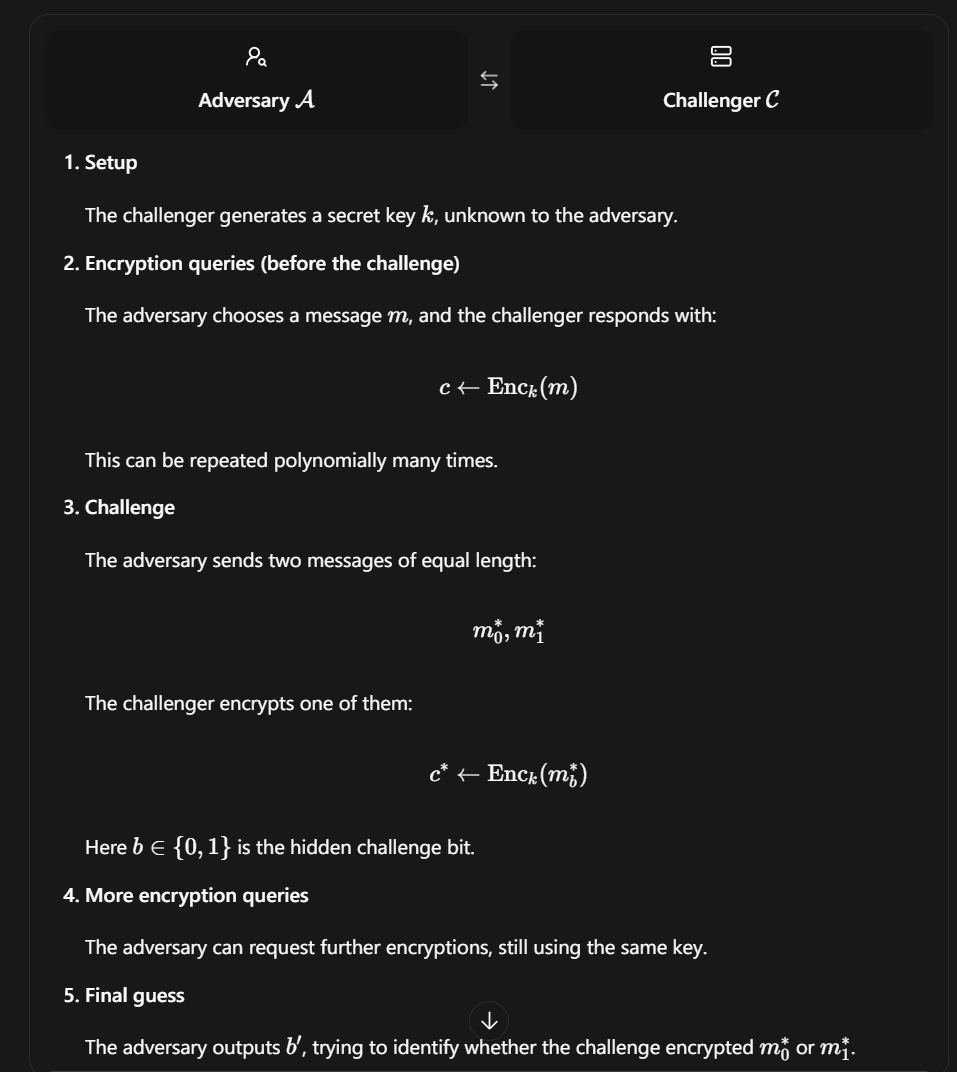 Adversary 𝒜
Challenger 𝒞
1. Setup
The challenger generates a secret key k, unknown to the adversary.
2. Encryption queries (before the challenge)
The adversary chooses a message m, and the challenger responds with:
c ← Enc_k(m)
This can be repeated polynomially many times.
3. Challenge
The adversary sends two messages of equal length:
m_0^*, m_1^*
The challenger encrypts one of them:
c^* ← Enc_k(m_b^*)
Here b ∈ {0, 1} is the hidden challenge bit.
4. More encryption queries
The adversary can request further encryptions, still using the same key.
5. Final guess
The adversary outputs b′, trying to identify whether the challenge encrypted m_0^* or m_1^*.